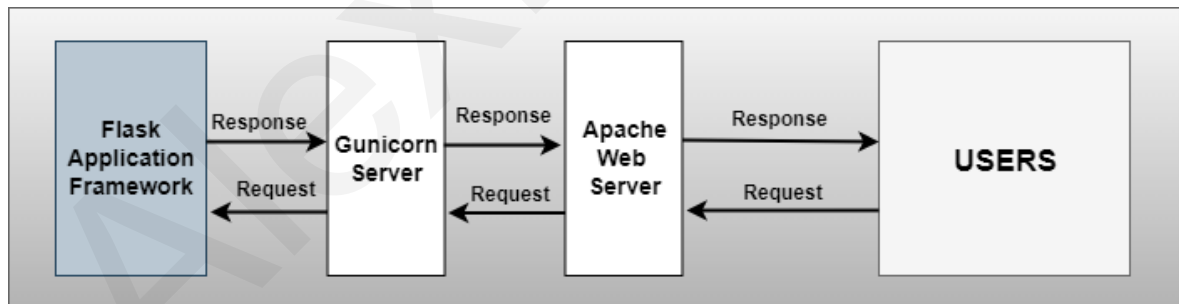 Flask
Application
Framework
Response
Request
Gunicorn
Server
Response
Request
Apache
Web
Server
Response
Request
USERS